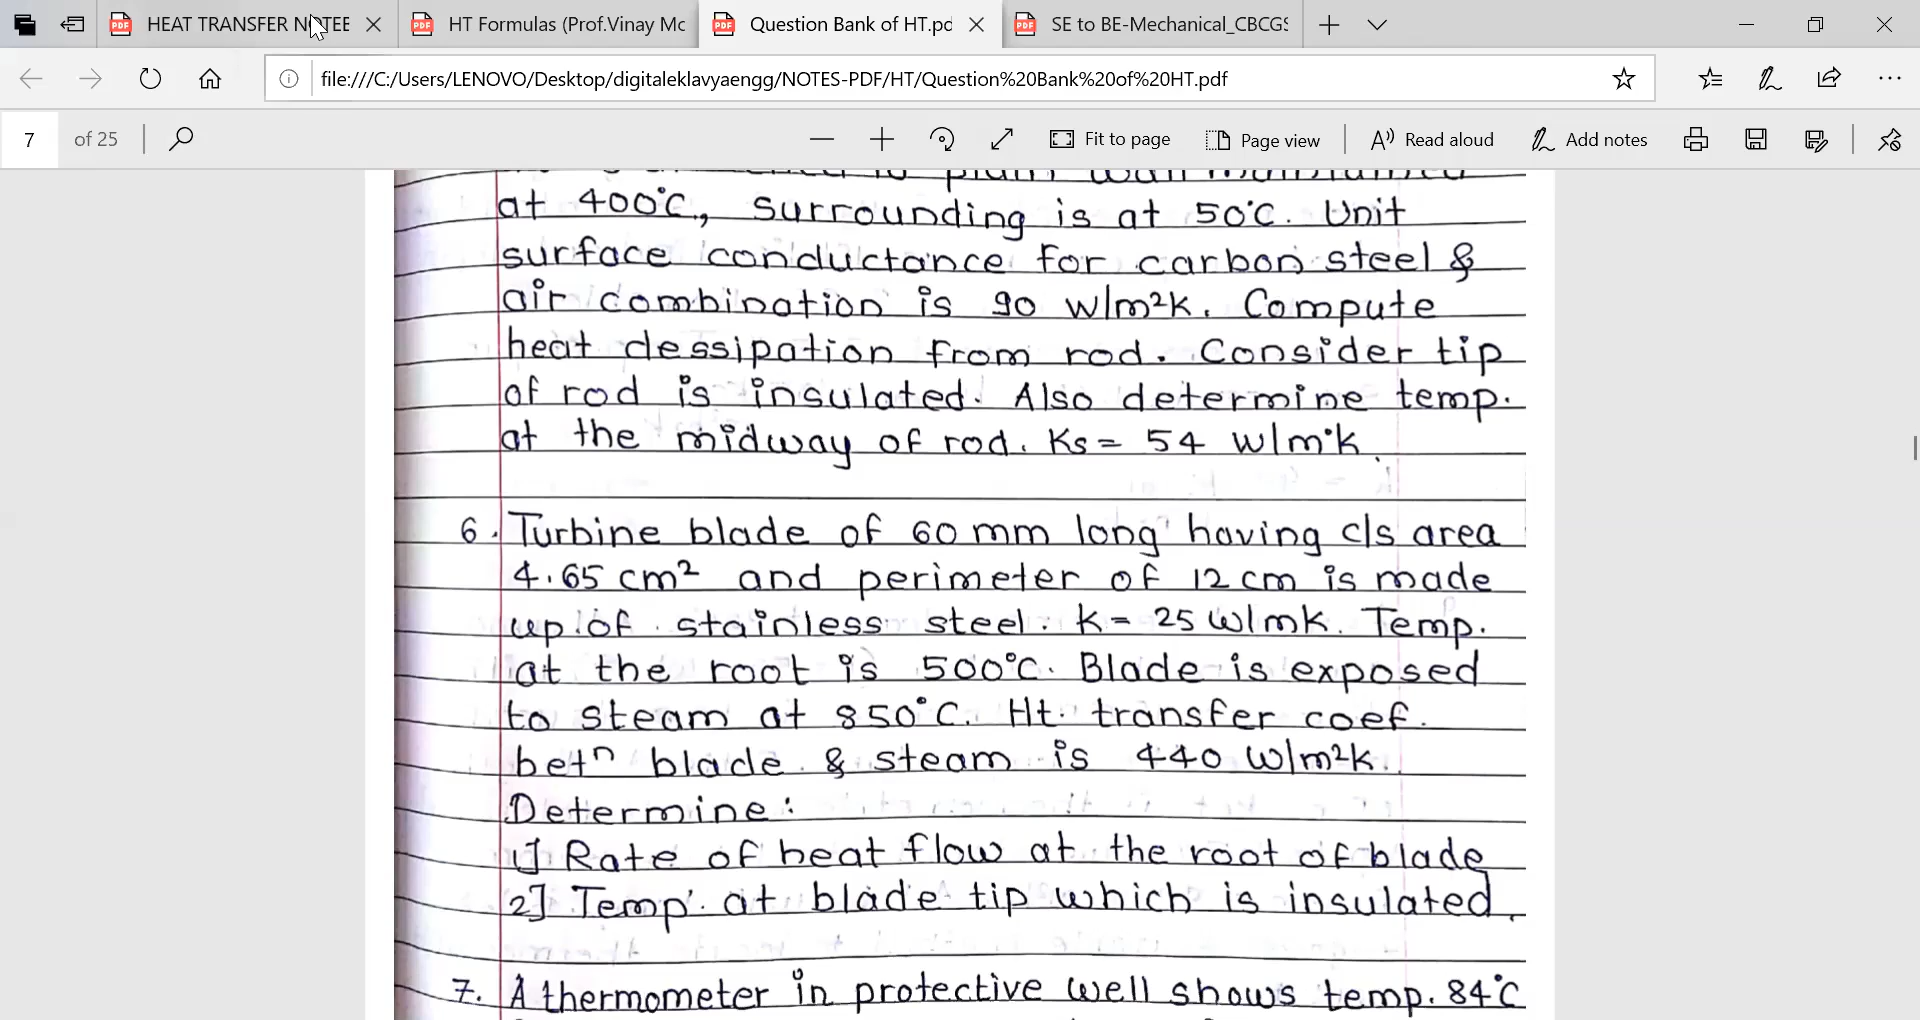 HEAT TRANSFER NOTEE
HT Formulas (Prof.Vinay Mc
Question Bank of HT.pd
SE to BE-Mechanical_CBCGS
file:///C:/Users/LENOVO/Desktop/digitaleklavyaengg/NOTES-PDF/HT/Question%20Bank%20of%20HT.pdf
7 of 25
Fit to page
Page view
Read aloud
Add notes
to plain wall maintained
at 400°C., surrounding is at 50°C. Unit
surface conductance for carbon steel &
air combination is 90 W/m²K. Compute
heat dessipation from rod. Consider tip
of rod is insulated. Also determine temp.
at the midway of rod. Ks = 54 W/m°K.
6. Turbine blade of 60 mm long having c/s area
4.65 cm² and perimeter of 12 cm is made
up of stainless steel. K = 25 W/mK. Temp.
at the root is 500°C. Blade is exposed
to steam at 850°C. Ht. transfer coef.
betⁿ blade & steam is 440 W/m²K.
Determine:
1] Rate of heat flow at the root of blade
2] Temp. at blade tip which is insulated.
7. A thermometer in protective well shows temp. 84°C